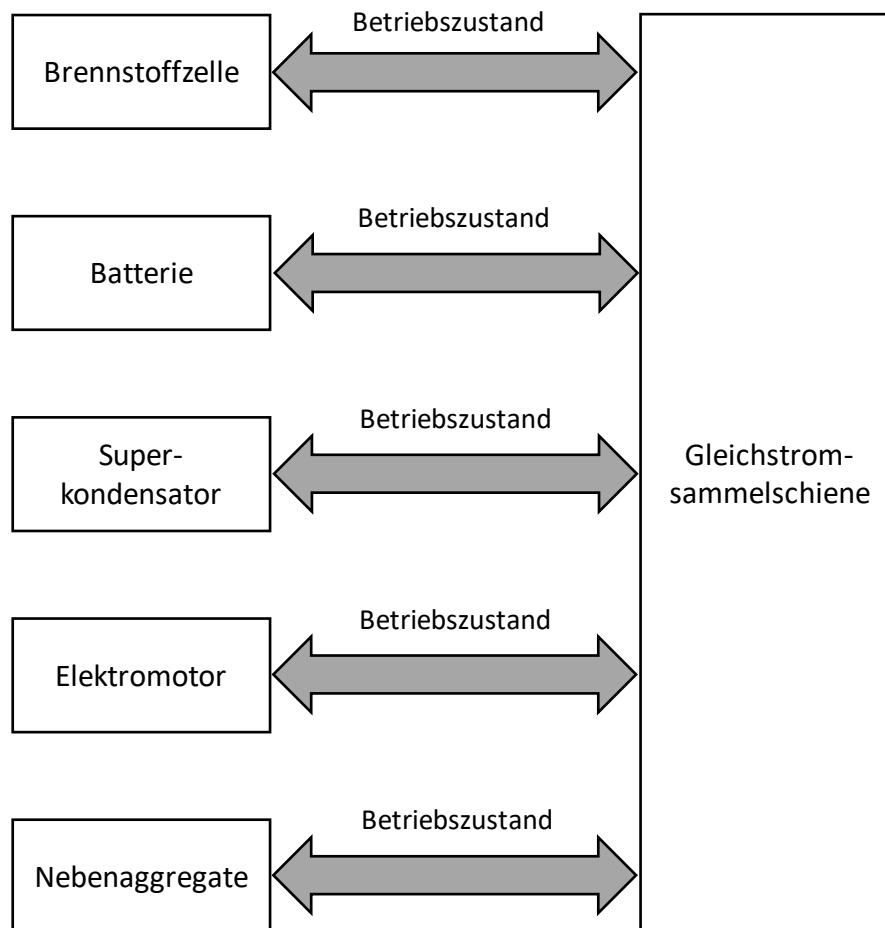 Betriebszustand
Brennstoffzelle
Betriebszustand
Batterie
Betriebszustand
Super-
kondensator
Gleichstrom-
sammelschiene
Betriebszustand
Elektromotor
Betriebszustand
Nebenaggregate